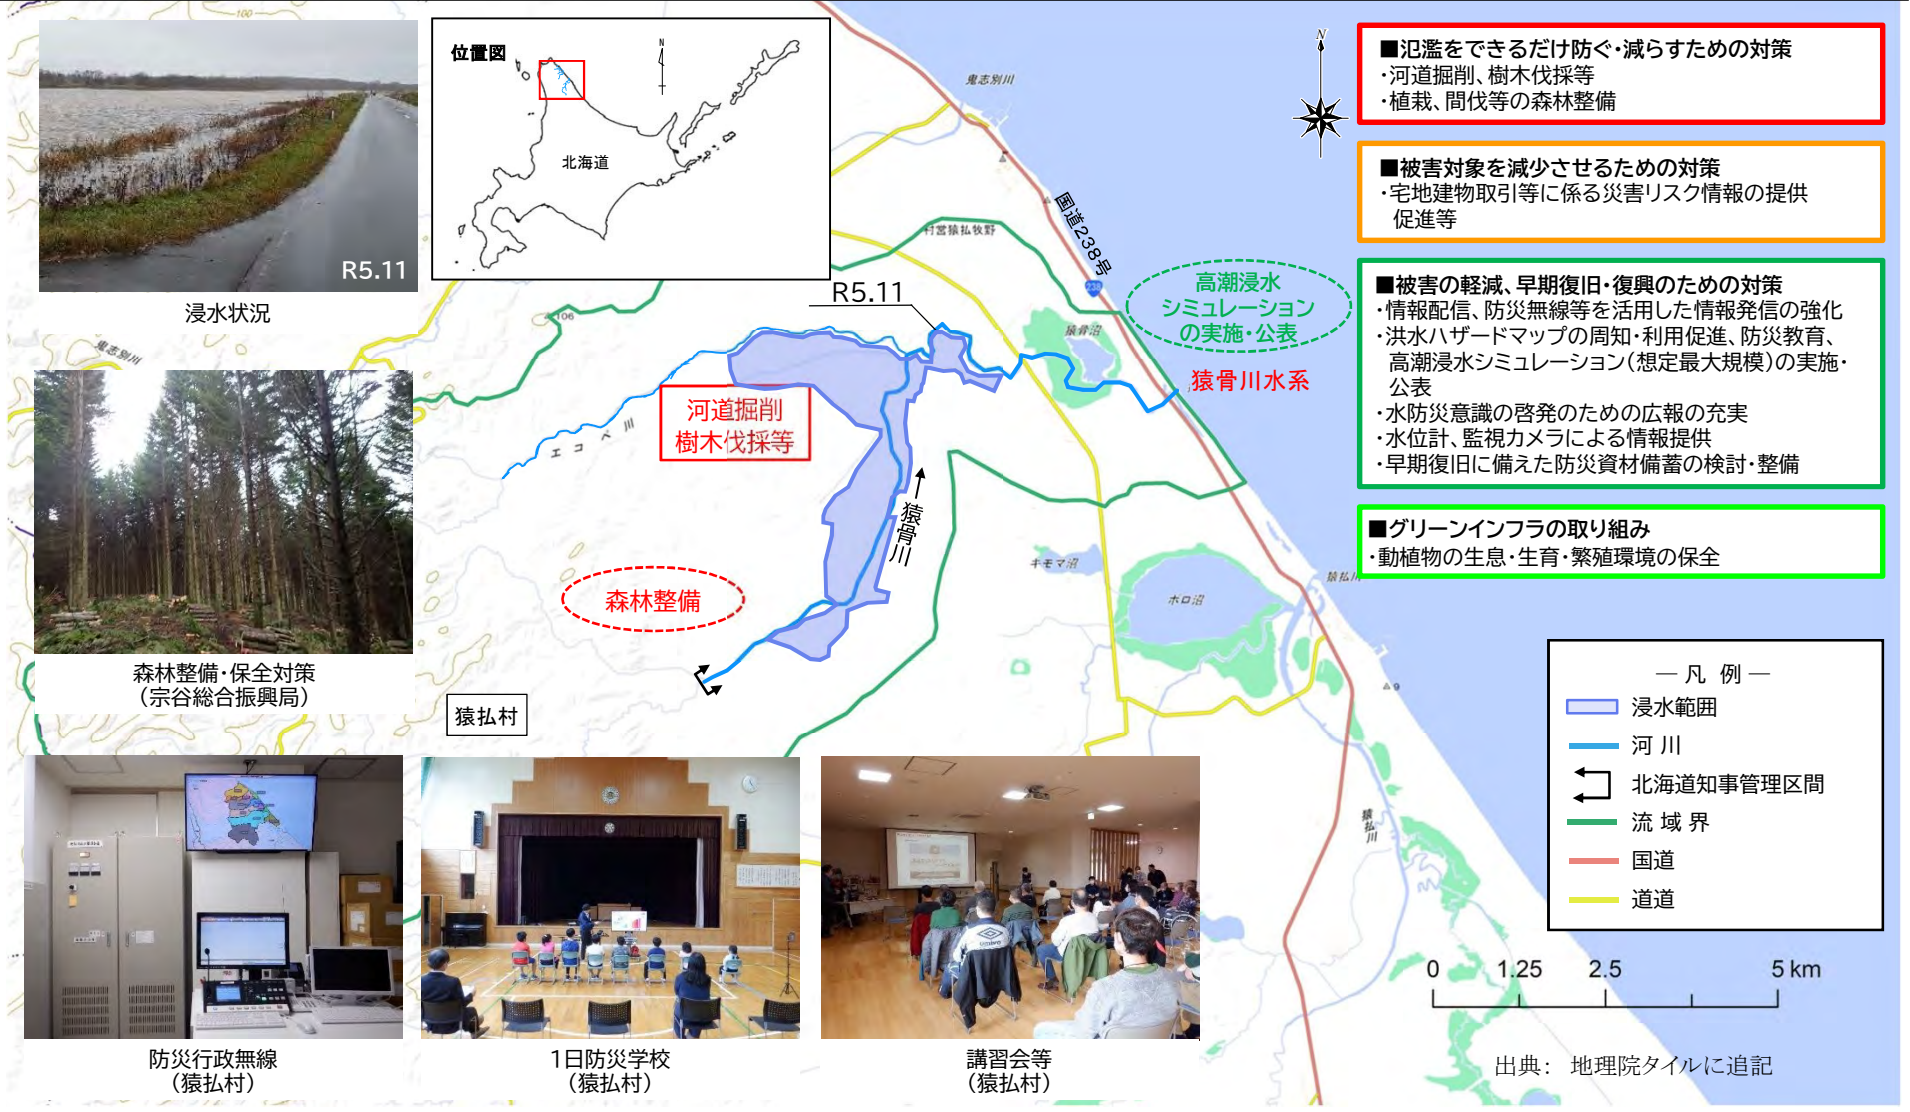 R5.11
浸水状況
位置図
N
北海道
100
106
鬼志別川
鬼志別川
N
村営猿払牧野
国道238号
238
R5.11
高潮浸水
シミュレーション
の実施・公表
猿骨沼
猿骨川水系
河道掘削
樹木伐採等
エコペ川
猿骨川
森林整備
キモマ沼
ポロ沼
猿払川
猿払川
9
猿払村
森林整備・保全対策
（宗谷総合振興局）
防災行政無線
（猿払村）
1日防災学校
（猿払村）
講習会等
（猿払村）
■氾濫をできるだけ防ぐ・減らすための対策
・河道掘削、樹木伐採等
・植栽、間伐等の森林整備
■被害対象を減少させるための対策
・宅地建物取引等に係る災害リスク情報の提供
促進等
■被害の軽減、早期復旧・復興のための対策
・情報配信、防災無線等を活用した情報発信の強化
・洪水ハザードマップの周知・利用促進、防災教育、
高潮浸水シミュレーション（想定最大規模）の実施・
公表
・水防災意識の啓発のための広報の充実
・水位計、監視カメラによる情報提供
・早期復旧に備えた防災資材備蓄の検討・整備
■グリーンインフラの取り組み
・動植物の生息・生育・繁殖環境の保全
― 凡 例 ―
浸水範囲
河 川
北海道知事管理区間
流 域 界
国道
道道
0 1.25 2.5 5 km
出典： 地理院タイルに追記